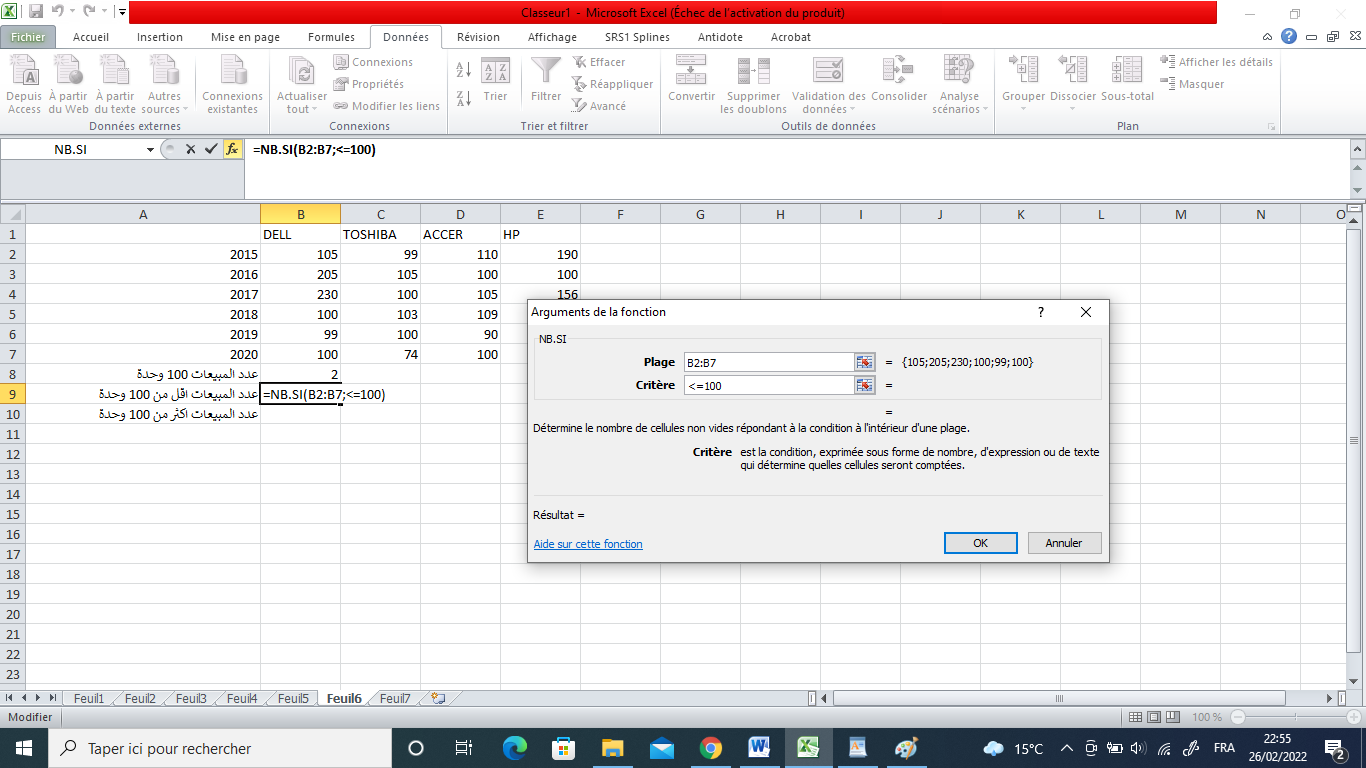 Classeur1 - Microsoft Excel (Échec de l'activation du produit)
Fichier Accueil Insertion Mise en page Formules Données Révision Affichage SRS1 Splines Antidote Acrobat
Depuis Access
À partir du Web
À partir du texte
Autres sources
Connexions existantes
Données externes
Actualiser tout
Connexions
Propriétés
Modifier les liens
Connexions
Trier
Filtrer
Effacer
Réappliquer
Avancé
Trier et filtrer
Convertir
Supprimer les doublons
Validation des données
Consolider
Analyse scénarios
Outils de données
Grouper
Dissocier
Sous-total
Afficher les détails
Masquer
Plan
NB.SI fx =NB.SI(B2:B7;<=100)
A B C D E F G H I J K L M N O
1 DELL TOSHIBA ACCER HP
2 2015 105 99 110 190
3 2016 205 105 100 100
4 2017 230 100 105 156
5 2018 100 103 109
6 2019 99 100 90
7 2020 100 74 100
8 عدد المبيعات 100 وحدة 2
9 عدد المبيعات اقل من 100 وحدة =NB.SI(B2:B7;<=100)
10 عدد المبيعات اكثر من 100 وحدة
11
12
13
14
15
16
17
18
19
20
21
22
23
Arguments de la fonction ?
NB.SI
Plage B2:B7 = {105;205;230;100;99;100}
Critère <=100 =
=
Détermine le nombre de cellules non vides répondant à la condition à l'intérieur d'une plage.
Critère est la condition, exprimée sous forme de nombre, d'expression ou de texte
qui détermine quelles cellules seront comptées.
Résultat =
Aide sur cette fonction
OK Annuler
Feuil1 Feuil2 Feuil3 Feuil4 Feuil5 Feuil6 Feuil7
Modifier 100 %
Taper ici pour rechercher
15°C FRA 22:55
26/02/2022
2